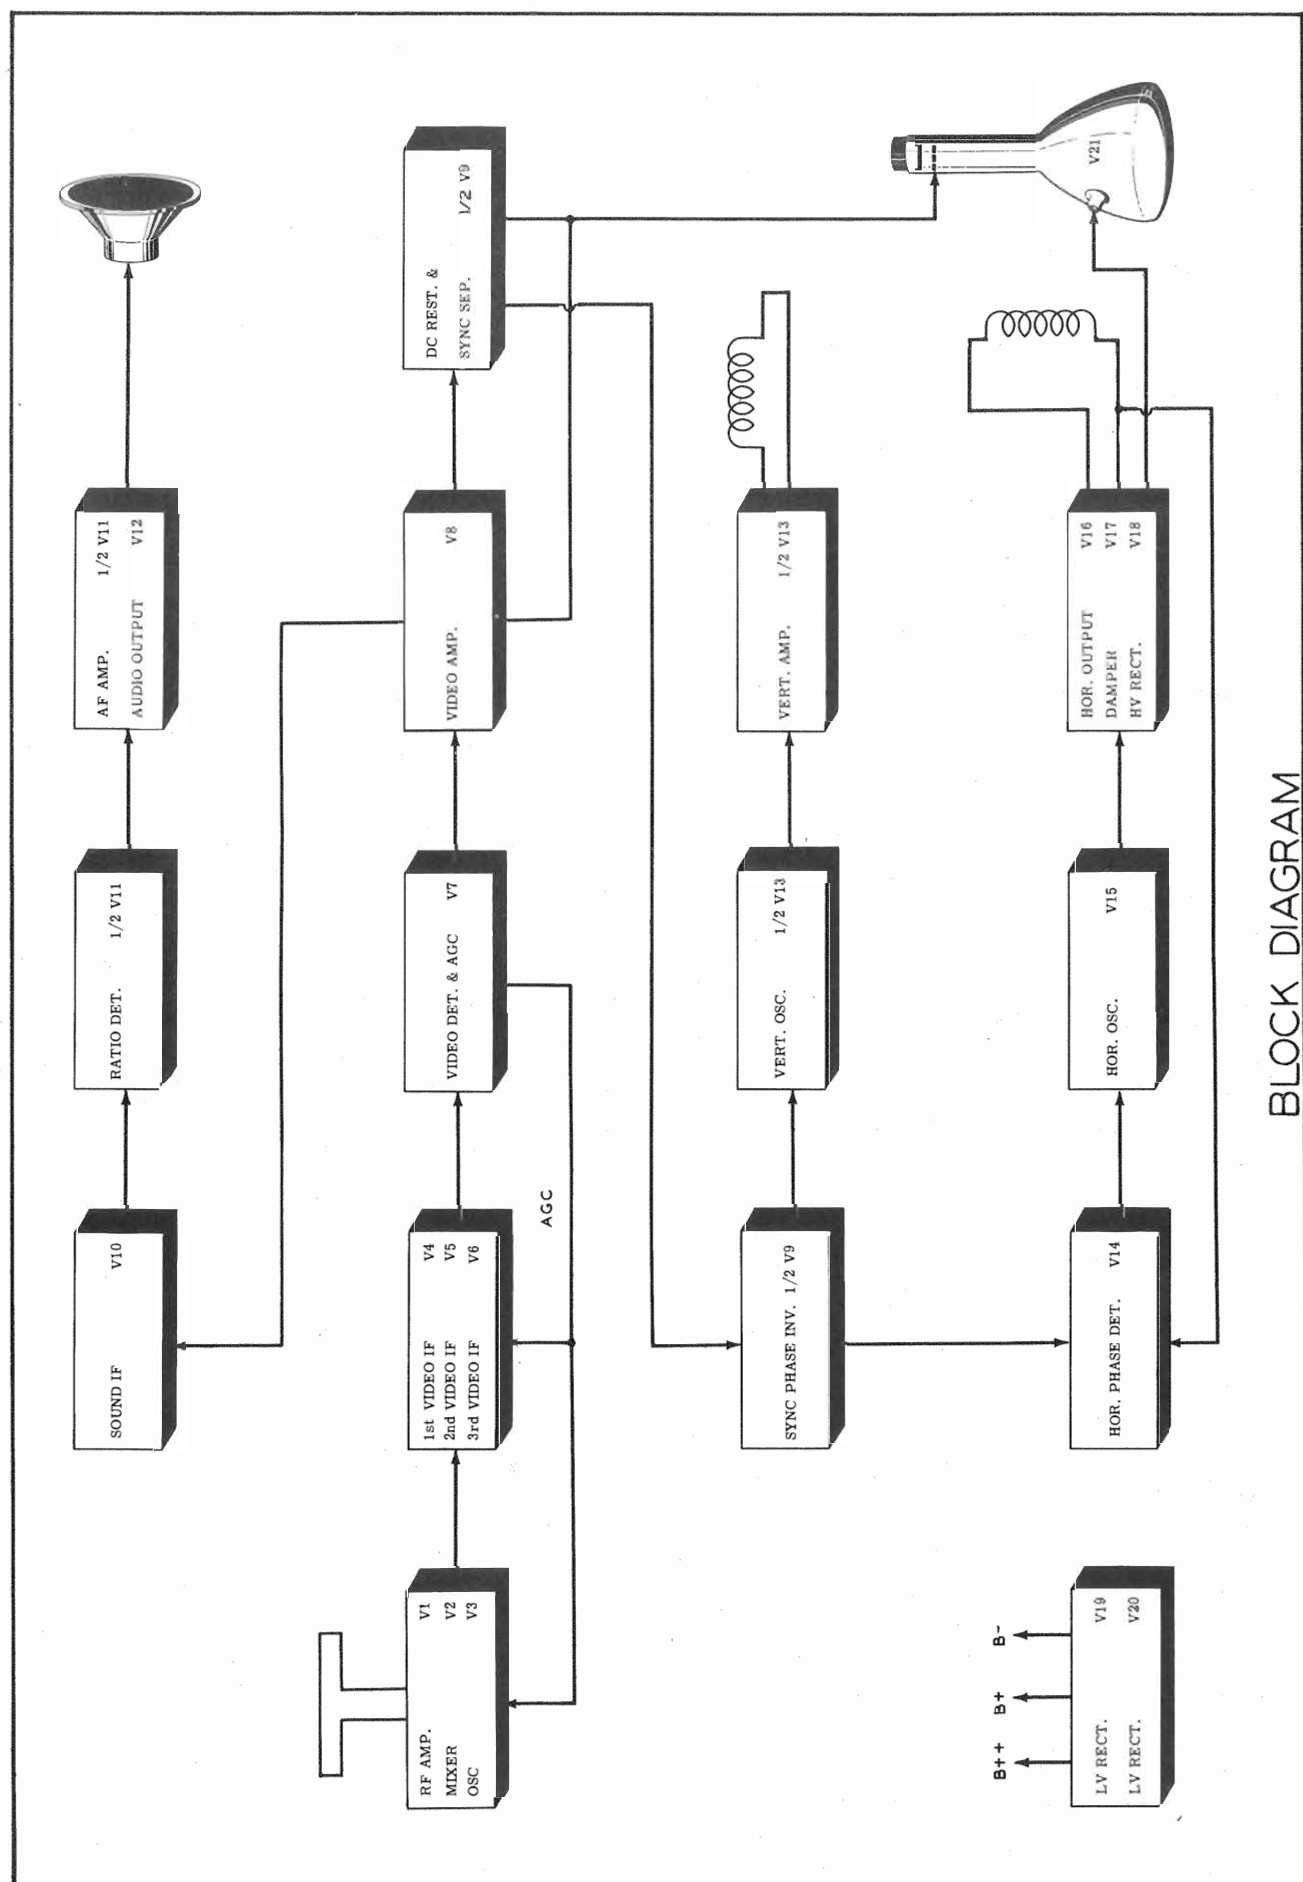 SOUND IF V10
RATIO DET. 1/2 V11
AF AMP. 1/2 V11
AUDIO OUTPUT V12
RF AMP. V1
MIXER V2
OSC V3
1st VIDEO IF V4
2nd VIDEO IF V5
3rd VIDEO IF V6
VIDEO DET. & AGC V7
VIDEO AMP. V8
DC REST. &
SYNC SEP. 1/2 V9
AGC
SYNC PHASE INV. 1/2 V9
VERT. OSC. 1/2 V13
VERT. AMP. 1/2 V13
V21
B++ B+ B-
LV RECT. V19
LV RECT. V20
HOR. PHASE DET. V14
HOR. OSC. V15
HOR. OUTPUT V16
DAMPER V17
HV RECT. V18
BLOCK DIAGRAM